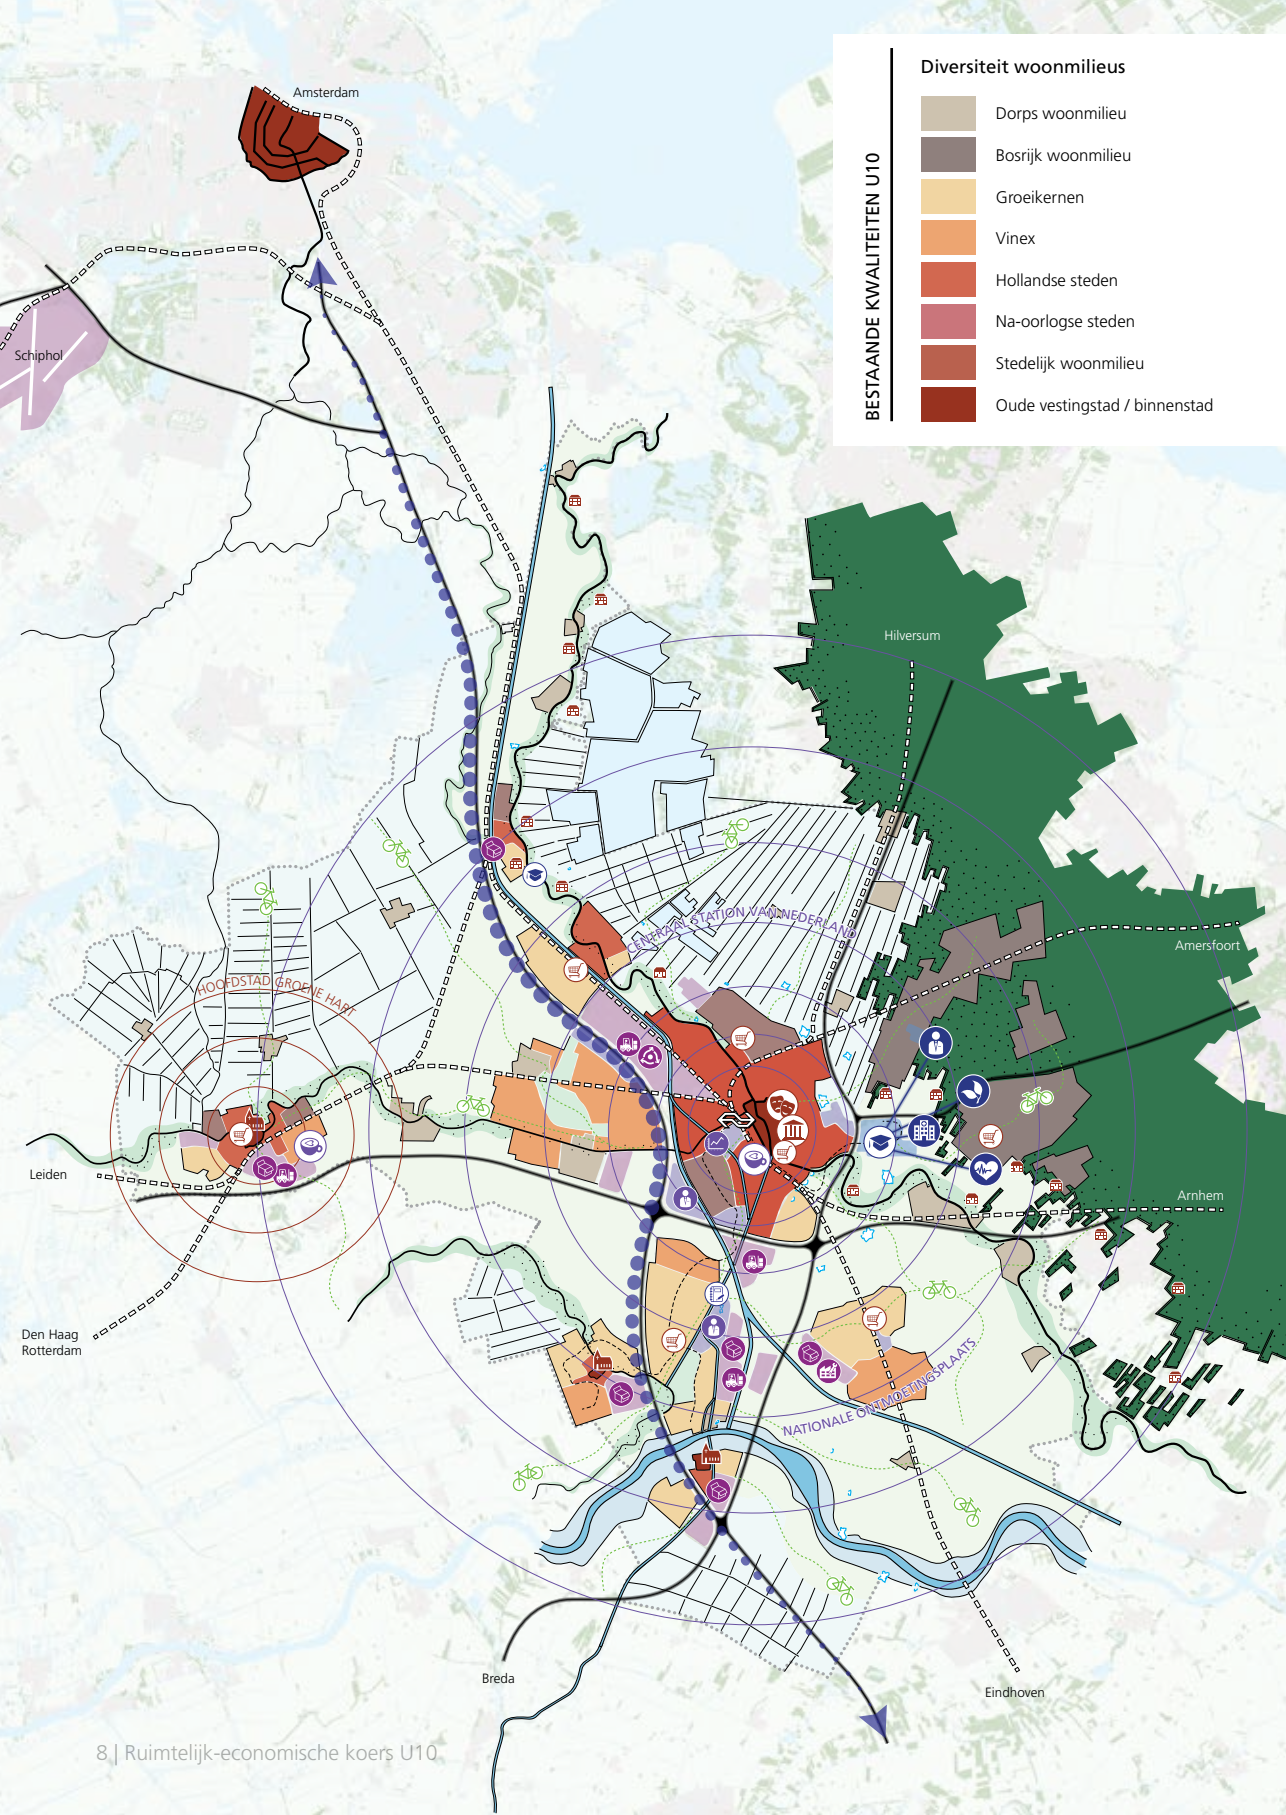 Amsterdam
Schiphol
BESTAANDE KWALITEITEN U10
Diversiteit woonmilieus
Dorps woonmilieu
Bosrijk woonmilieu
Groeikernen
Vinex
Hollandse steden
Na-oorlogse steden
Stedelijk woonmilieu
Oude vestingstad / binnenstad
Hilversum
CENTRAAL STATION VAN NEDERLAND
Amersfoort
HOOFDSTAD GROENE HART
Leiden
Arnhem
Den Haag
Rotterdam
NATIONALE ONTMOETINGSPLAATS
Breda
Eindhoven
8 | Ruimtelijk-economische koers U10